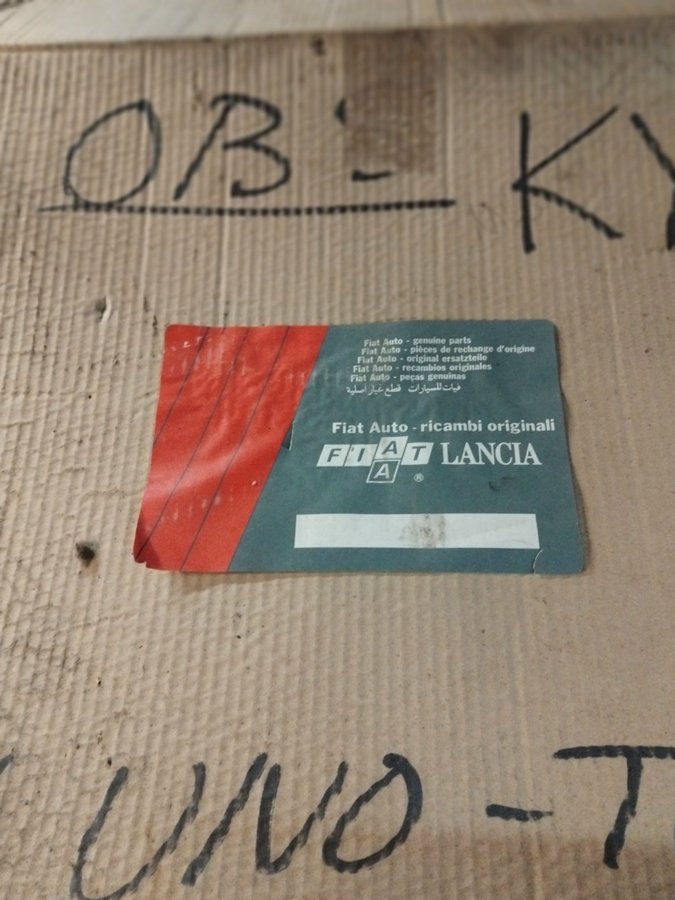 OB:- KY
Fiat Auto - genuine parts
Fiat Auto - pièces de rechange d'origine
Fiat Auto - original ersatzteile
Fiat Auto - recambios originales
Fiat Auto - peças genuinas
فيات للسيارات قطع غيار أصلية
Fiat Auto - ricambi originali
FIAT LANCIA
A
®
UNO - T